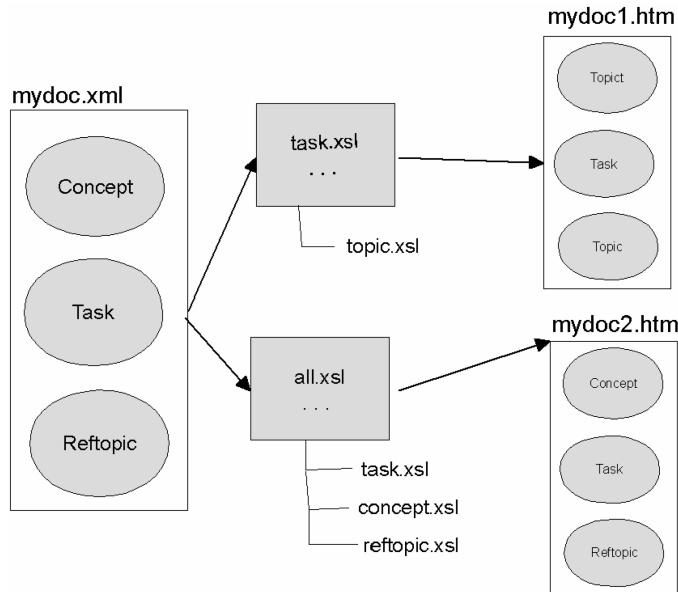 mydoc.xml
Concept
Task
Reftopic
task.xsl
. . .
topic.xsl
all.xsl
. . .
task.xsl
concept.xsl
reftopic.xsl
mydoc1.htm
Topict
Task
Topic
mydoc2.htm
Concept
Task
Reftopic